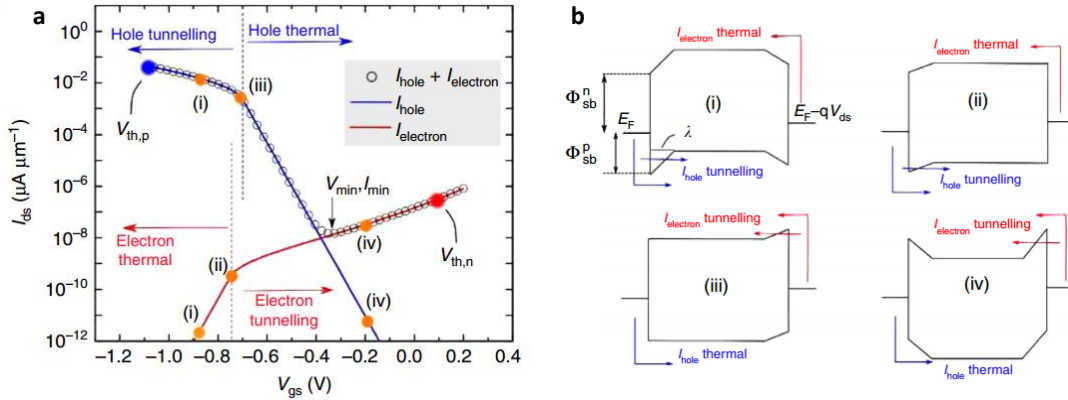 a
b
10⁰
10⁻²
10⁻⁴
10⁻⁶
10⁻⁸
10⁻¹⁰
10⁻¹²
I_ds (μA μm⁻¹)
Hole tunnelling
Hole thermal
(i)
(iii)
V_th,p
I_hole + I_electron
I_hole
I_electron
V_min, I_min
(iv)
V_th,n
Electron
thermal
(ii)
(i)
Electron
tunnelling
(iv)
−1.2 −1.0 −0.8 −0.6 −0.4 −0.2 0.0 0.2 0.4
V_gs (V)
I_electron thermal
Φ_sb^n
(i)
E_F
E_F−qV_ds
λ
Φ_sb^p
I_hole tunnelling
I_electron thermal
(ii)
I_hole tunnelling
I_electron tunnelling
(iii)
I_hole thermal
I_electron tunnelling
(iv)
I_hole thermal